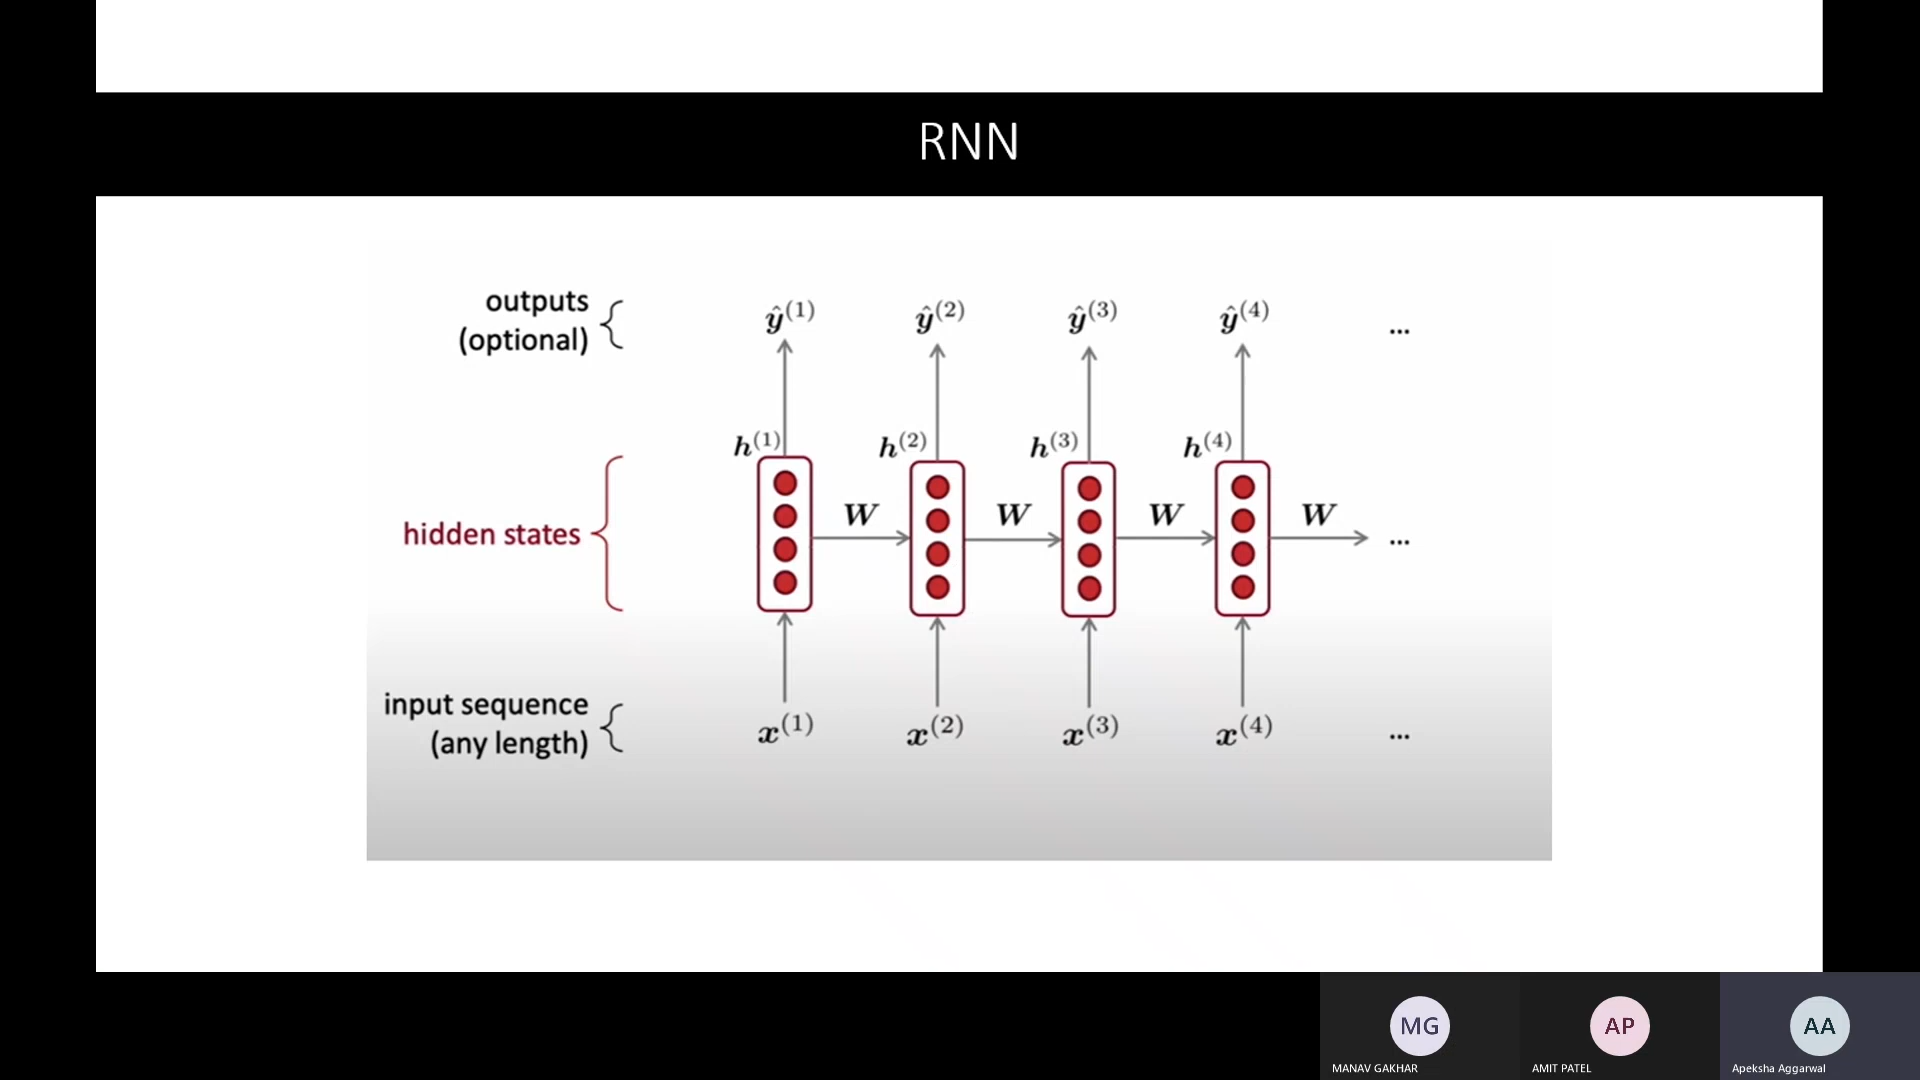 RNN
outputs
(optional)
ŷ(1) ŷ(2) ŷ(3) ŷ(4) ...
h(1) h(2) h(3) h(4)
hidden states
W W W W ...
input sequence
(any length)
x(1) x(2) x(3) x(4) ...
MG AP AA
MANAV GAKHAR AMIT PATEL Apeksha Aggarwal